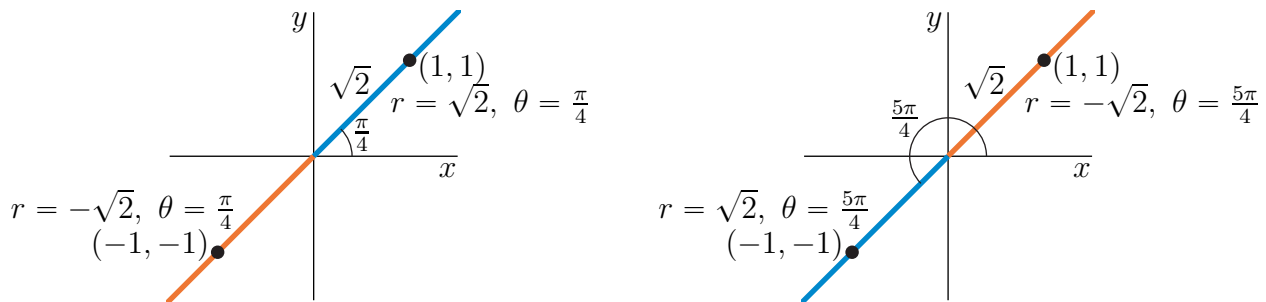 y
(1, 1)
√2
r = √2, θ = π/4
π/4
x
r = −√2, θ = π/4
(−1, −1)
y
(1, 1)
√2
r = −√2, θ = 5π/4
5π/4
x
r = √2, θ = 5π/4
(−1, −1)